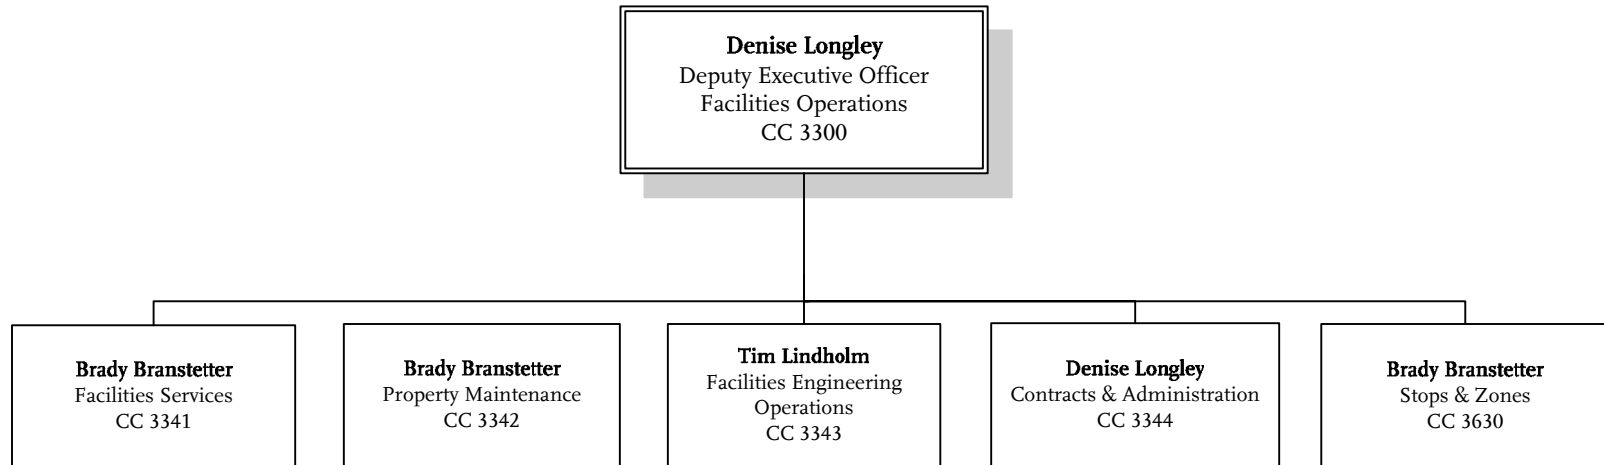 Denise Longley
Deputy Executive Officer
Facilities Operations
CC 3300
Brady Branstetter
Facilities Services
CC 3341
Brady Branstetter
Property Maintenance
CC 3342
Tim Lindholm
Facilities Engineering
Operations
CC 3343
Denise Longley
Contracts & Administration
CC 3344
Brady Branstetter
Stops & Zones
CC 3630